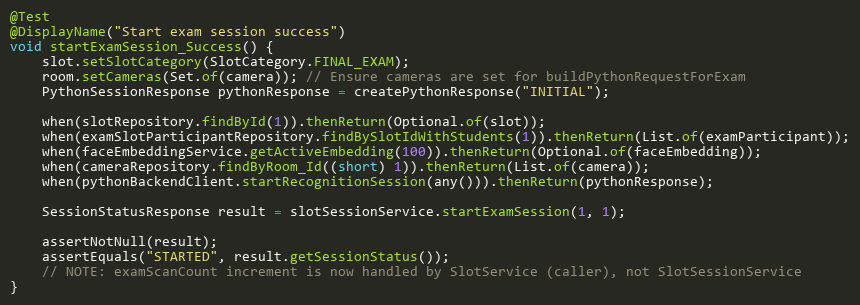 @Test
@DisplayName("Start exam session success")
void startExamSession_Success() {
    slot.setSlotCategory(SlotCategory.FINAL_EXAM);
    room.setCameras(Set.of(camera)); // Ensure cameras are set for buildPythonRequestForExam
    PythonSessionResponse pythonResponse = createPythonResponse("INITIAL");

    when(slotRepository.findById(1)).thenReturn(Optional.of(slot));
    when(examSlotParticipantRepository.findBySlotIdWithStudents(1)).thenReturn(List.of(examParticipant));
    when(faceEmbeddingService.getActiveEmbedding(100)).thenReturn(Optional.of(faceEmbedding));
    when(cameraRepository.findByRoom_Id((short) 1)).thenReturn(List.of(camera));
    when(pythonBackendClient.startRecognitionSession(any())).thenReturn(pythonResponse);

    SessionStatusResponse result = slotSessionService.startExamSession(1, 1);

    assertNotNull(result);
    assertEquals("STARTED", result.getSessionStatus());
    // NOTE: examScanCount increment is now handled by SlotService (caller), not SlotSessionService
}